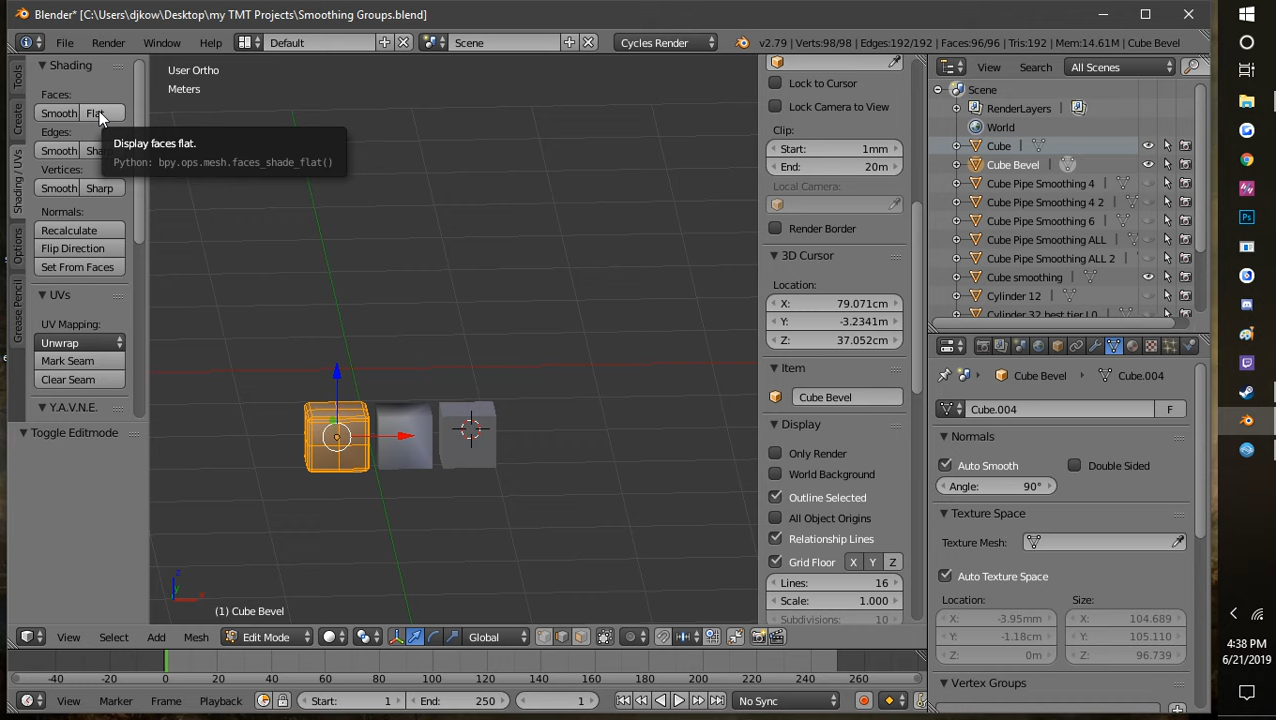 Blender* [C:\Users\djkow\Desktop\my TMT Projects\Smoothing Groups.blend]
File Render Window Help Default Scene Cycles Render v2.79 | Verts:98/98 | Edges:192/192 | Faces:96/96 | Tris:192 | Mem:14.61M | Cube Bevel
Tools
Create
Shading / UVs
Options
Grease Pencil
Shading
Faces:
Smooth Flat
Edges:
Smooth
Vertices:
Smooth Sharp
Normals:
Recalculate
Flip Direction
Set From Faces
UVs
UV Mapping:
Unwrap
Mark Seam
Clear Seam
Y.A.V.N.E.
Toggle Editmode
Display faces flat.
Python: bpy.ops.mesh.faces_shade_flat()
User Ortho
Meters
(1) Cube Bevel
View Select Add Mesh Edit Mode Global
Lock to Cursor
Lock Camera to View
Clip:
Start: 1mm
End: 20m
Local Camera:
Render Border
3D Cursor
Location:
X: 79.071cm
Y: -3.2341m
Z: 37.052cm
Item
Cube Bevel
Display
Only Render
World Background
Outline Selected
All Object Origins
Relationship Lines
Grid Floor X Y Z
Lines: 16
Scale: 1.000
Subdivisions: 10
View Search All Scenes
Scene
RenderLayers
World
Cube
Cube Bevel
Cube Pipe Smoothing 4
Cube Pipe Smoothing 4 2
Cube Pipe Smoothing 6
Cube Pipe Smoothing ALL
Cube Pipe Smoothing ALL 2
Cube smoothing
Cylinder 12
Cylinder 32 best tier L0
Cube Bevel Cube.004
Cube.004 F
Normals
Auto Smooth Double Sided
Angle: 90°
Texture Space
Texture Mesh:
Auto Texture Space
Location: Size:
X: -3.95mm X: 104.689
Y: -1.18cm Y: 105.110
Z: 0m Z: 96.739
Vertex Groups
-40 -20 0 20 40 60 80 100 120 140 160 180 200 220 240 260
View Marker Frame Playback Start: 1 End: 250 1 No Sync
4:38 PM
6/21/2019